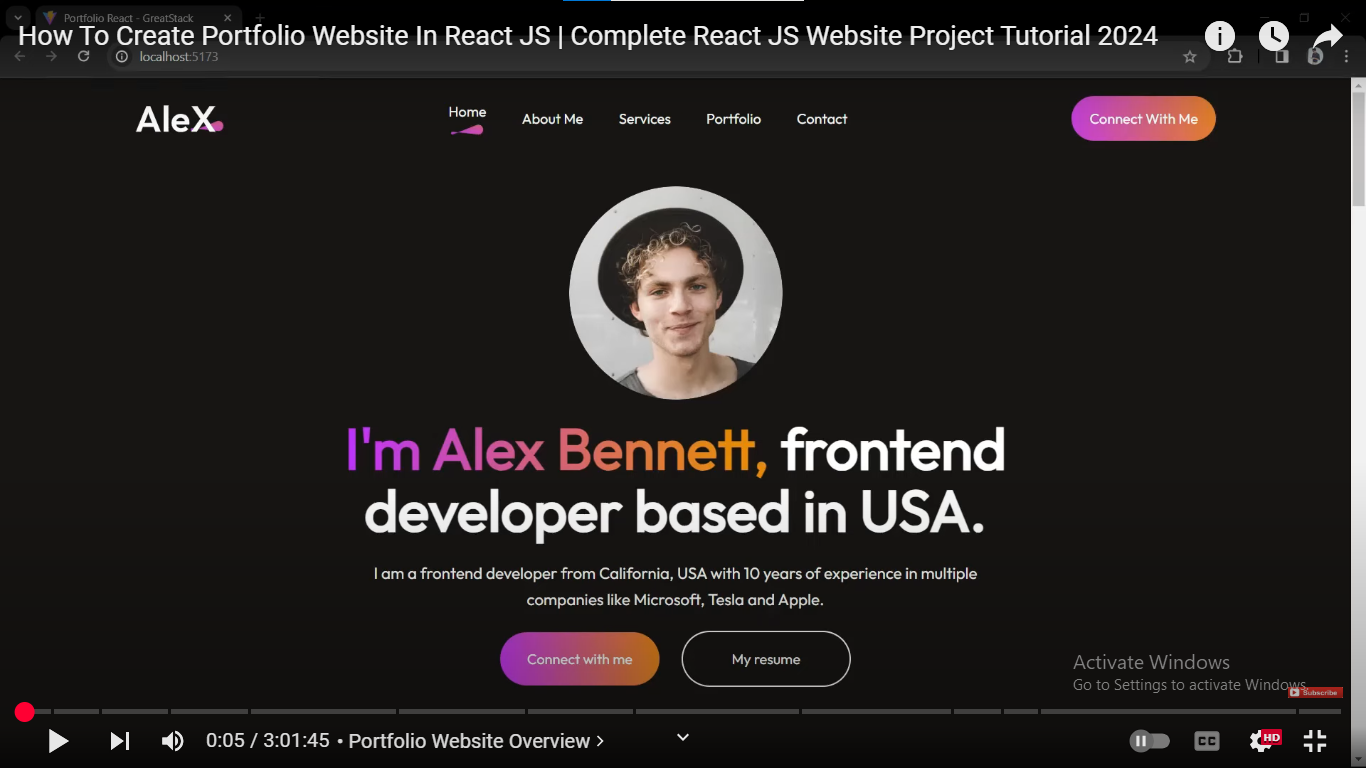 Portfolio React - GreatStack
How To Create Portfolio Website In React JS | Complete React JS Website Project Tutorial 2024
localhost:5173
AleX
Home
About Me
Services
Portfolio
Contact
Connect With Me
I'm Alex Bennett, frontend
developer based in USA.
I am a frontend developer from California, USA with 10 years of experience in multiple
companies like Microsoft, Tesla and Apple.
Connect with me
My resume
Activate Windows
Go to Settings to activate Windows.
Subscribe
0:05 / 3:01:45 • Portfolio Website Overview
CC
HD